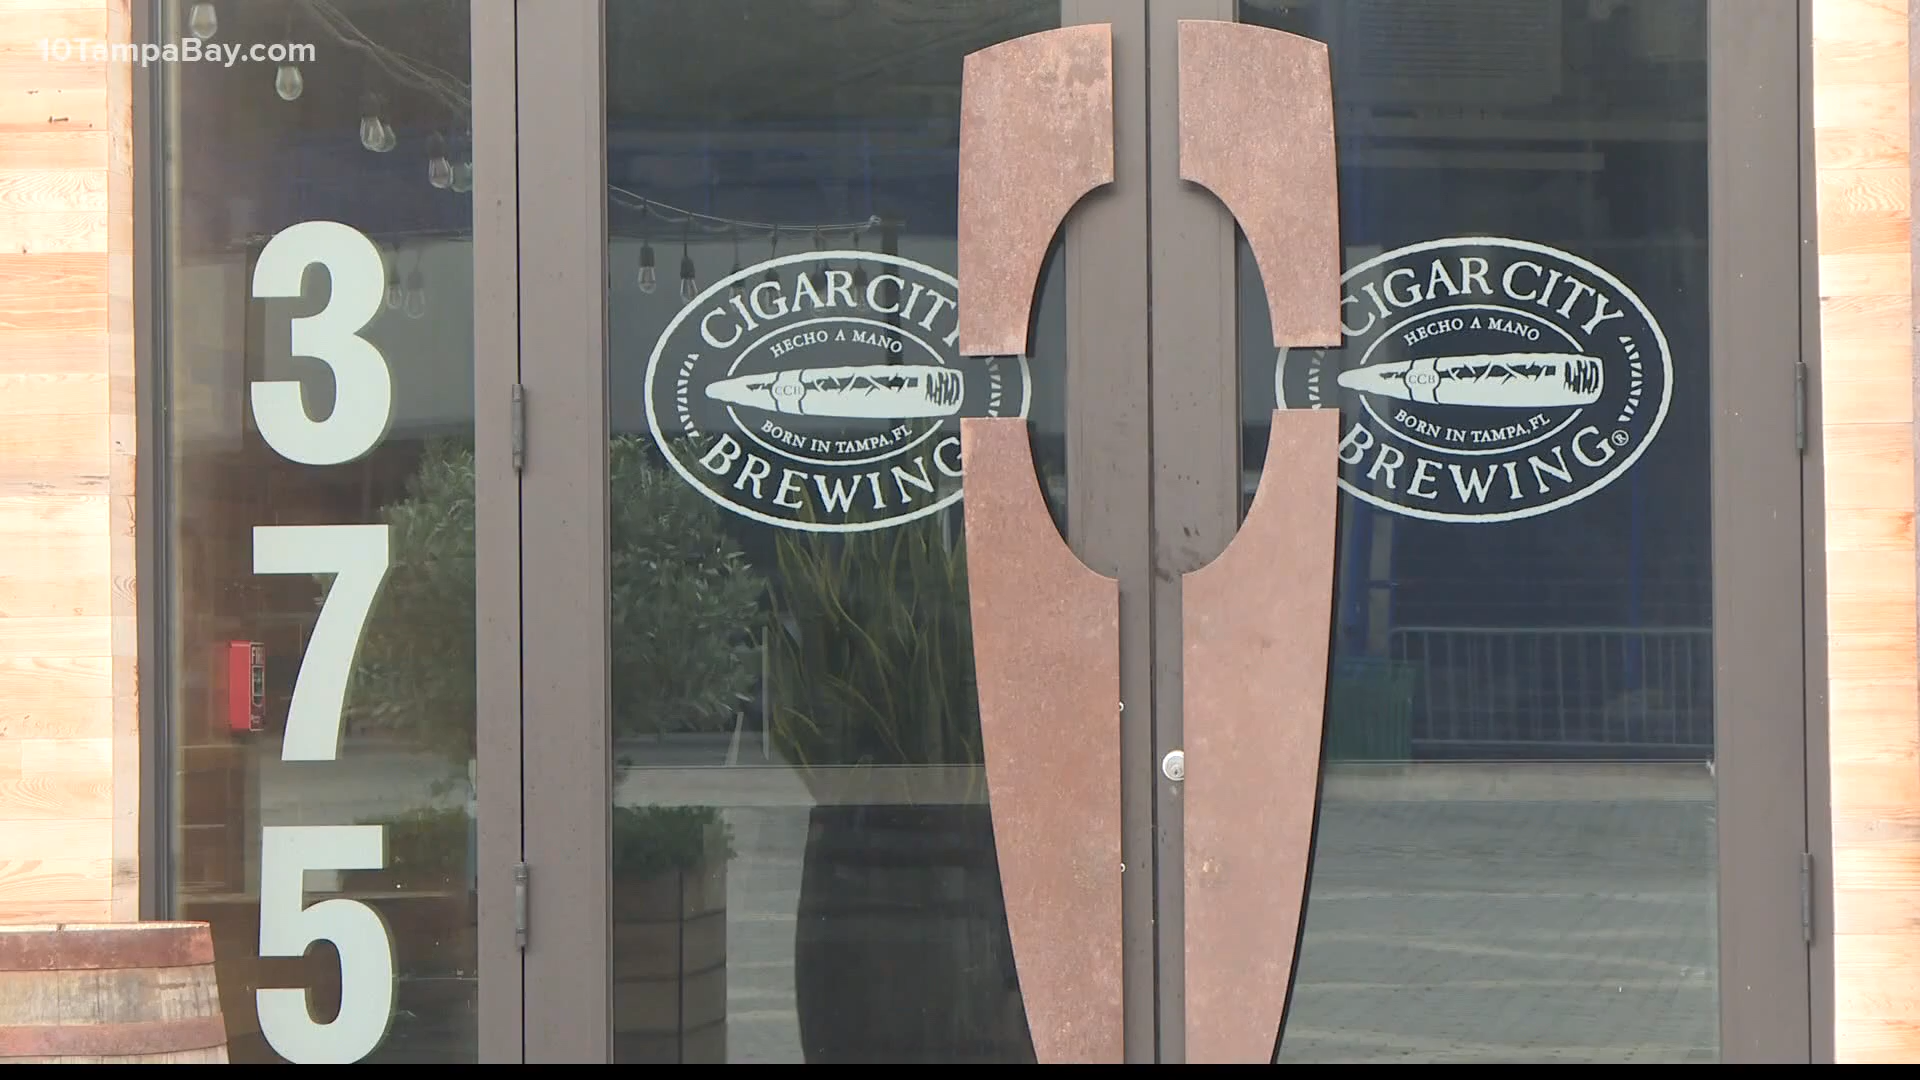 10TampaBay.com
3
7
5
FIRE
CIGAR CITY
HECHO A MANO
CCB
BORN IN TAMPA, FL
BREWING
CIGAR CITY
HECHO A MANO
CCB
BORN IN TAMPA, FL
BREWING®